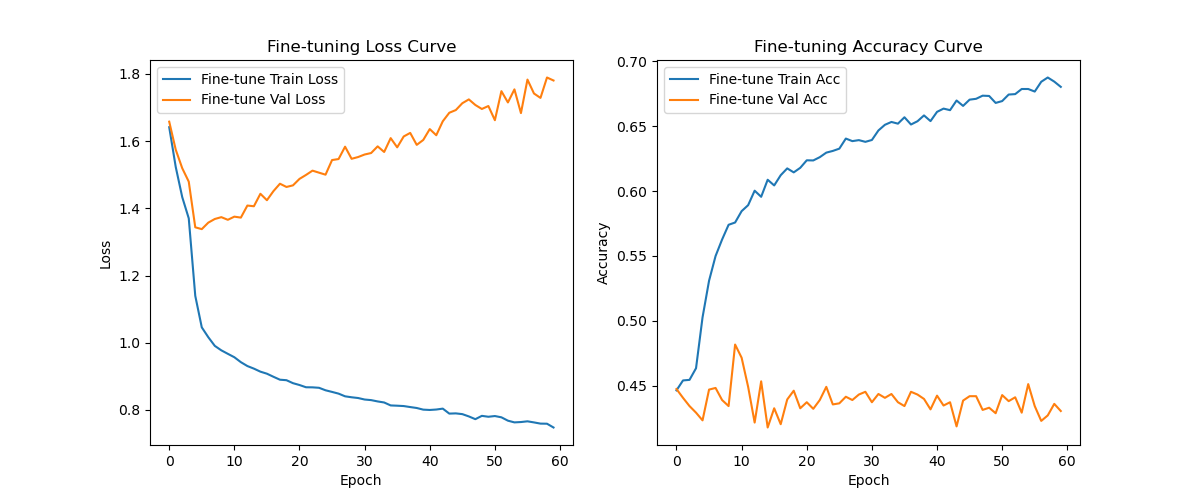 Fine-tuning Loss Curve
Fine-tune Train Loss
Fine-tune Val Loss
1.8
1.6
1.4
1.2
1.0
0.8
Loss
0 10 20 30 40 50 60
Epoch
Fine-tuning Accuracy Curve
Fine-tune Train Acc
Fine-tune Val Acc
0.70
0.65
0.60
0.55
0.50
0.45
Accuracy
0 10 20 30 40 50 60
Epoch